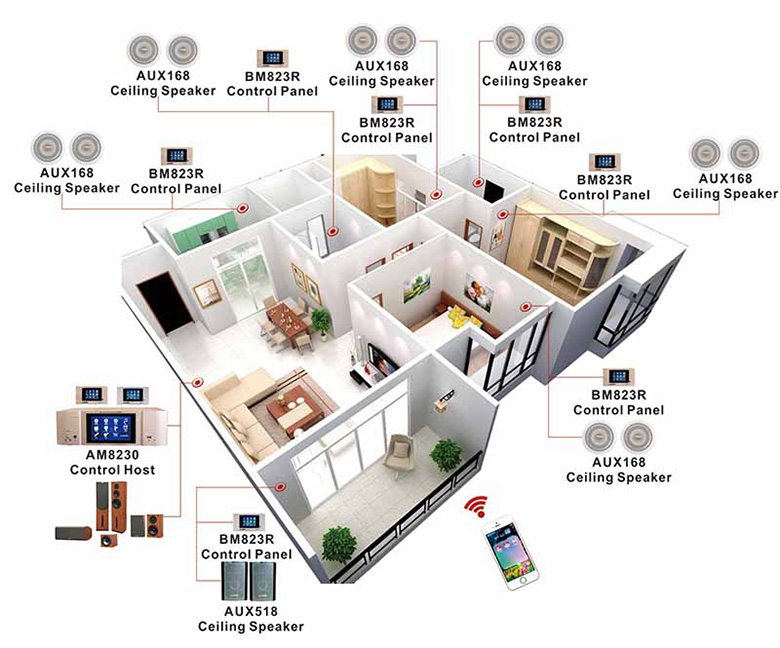 AUX168
Ceiling Speaker
BM823R
Control Panel
AUX168
Ceiling Speaker
BM823R
Control Panel
AUX168
Ceiling Speaker
BM823R
Control Panel
AUX168
Ceiling Speaker
BM823R
Control Panel
BM823R
Control Panel
AUX168
Ceiling Speaker
AM8230
Control Host
BM823R
Control Panel
AUX168
Ceiling Speaker
BM823R
Control Panel
AUX518
Ceiling Speaker